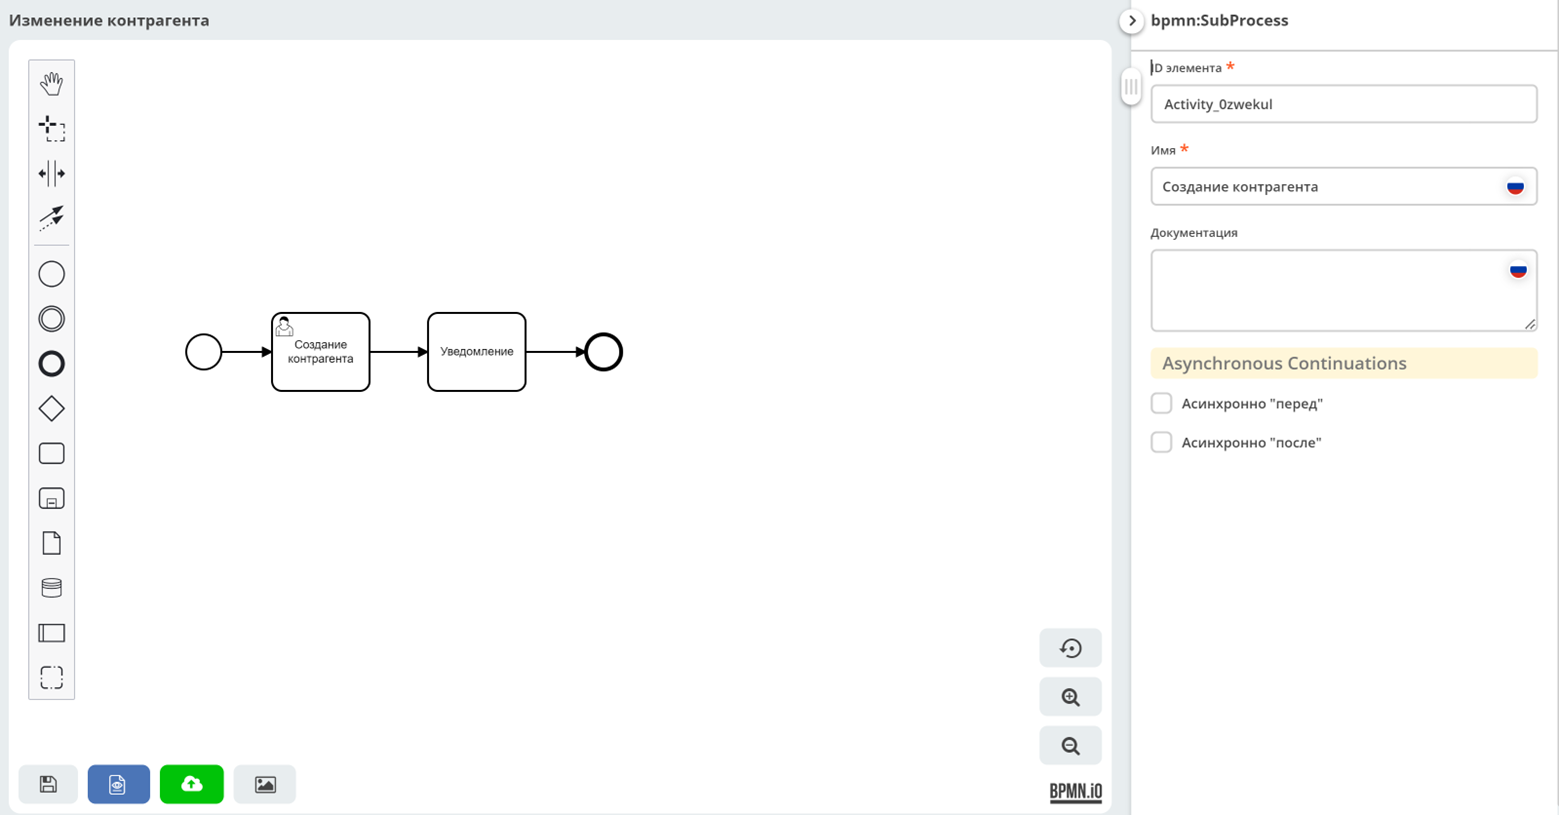 Изменение контрагента
Создание
контрагента
Уведомление
BPMN.iO
bpmn:SubProcess
ID элемента *
Activity_0zwekul
Имя *
Создание контрагента
Документация
Asynchronous Continuations
Асинхронно "перед"
Асинхронно "после"